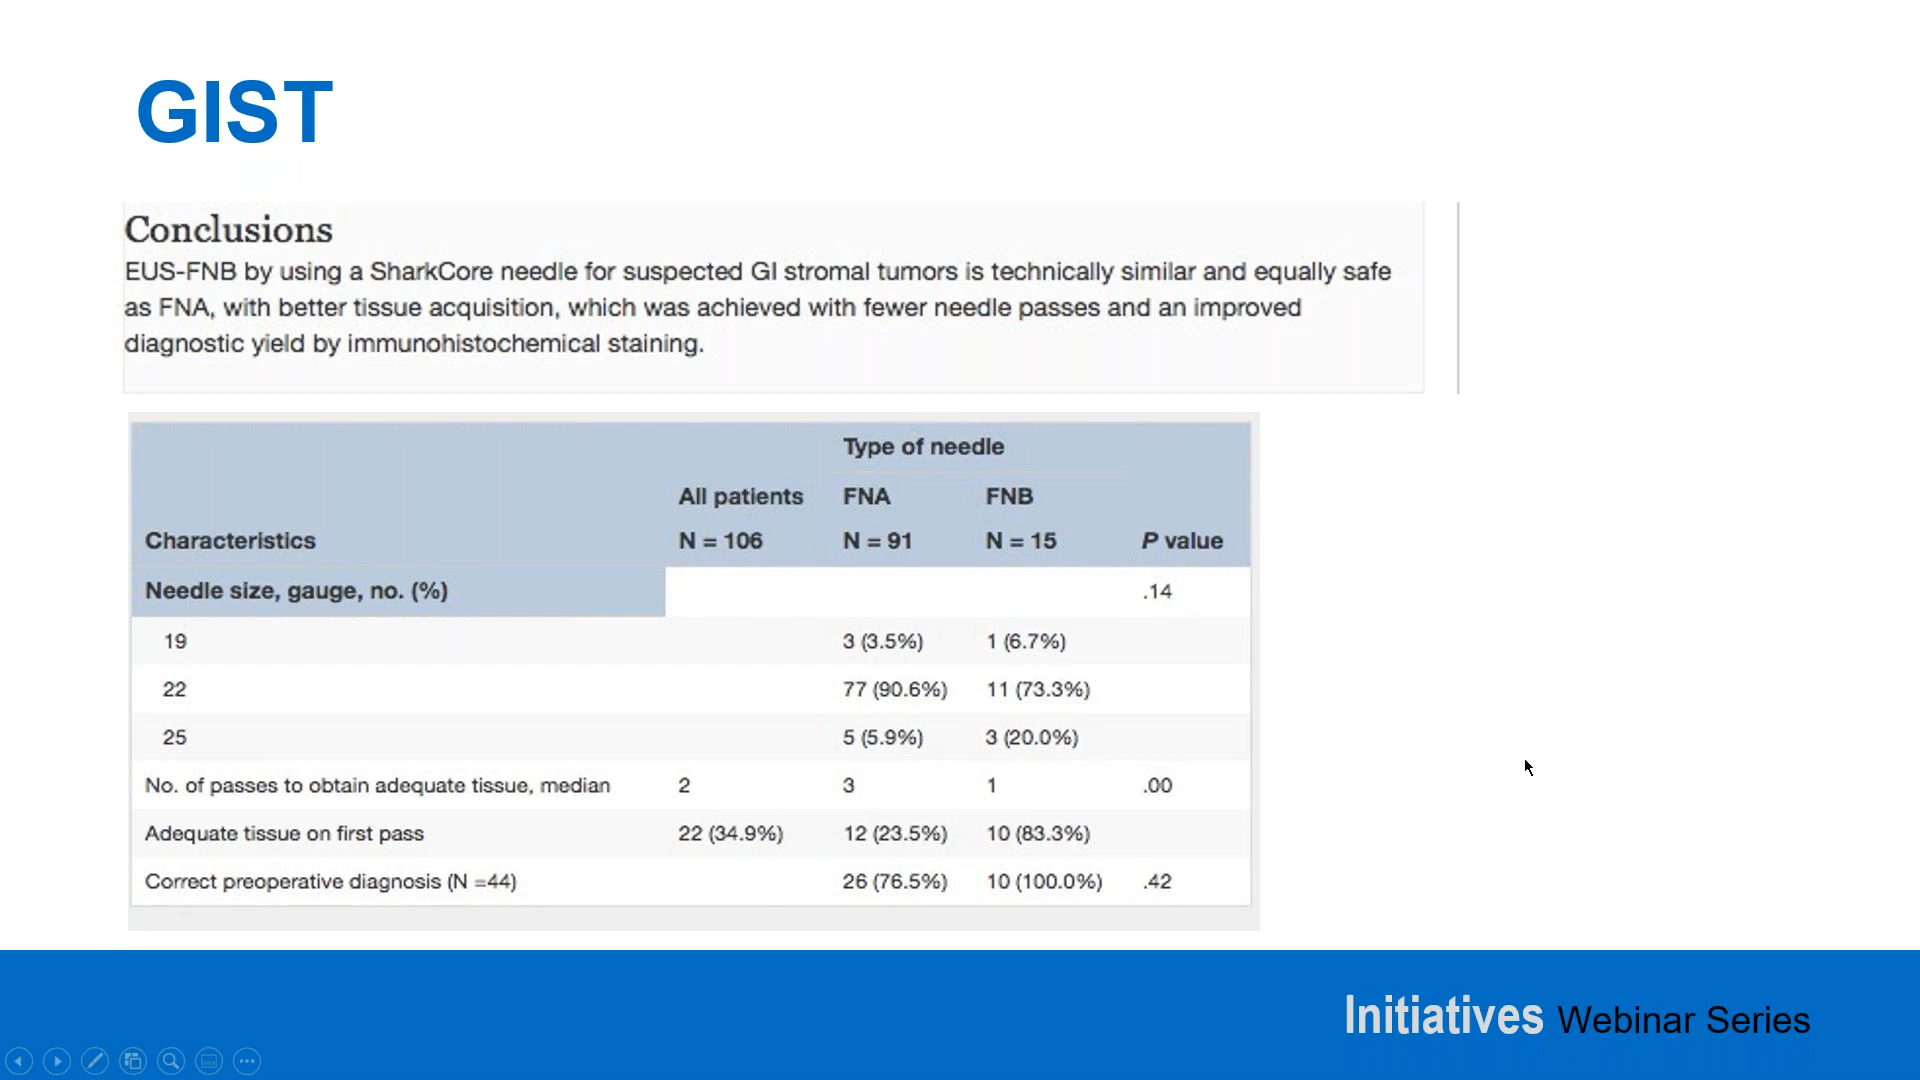 GIST
Conclusions
EUS-FNB by using a SharkCore needle for suspected GI stromal tumors is technically similar and equally safe
as FNA, with better tissue acquisition, which was achieved with fewer needle passes and an improved
diagnostic yield by immunohistochemical staining.
Type of needle
All patients FNA FNB
Characteristics N = 106 N = 91 N = 15 P value
Needle size, gauge, no. (%) .14
19 3 (3.5%) 1 (6.7%)
22 77 (90.6%) 11 (73.3%)
25 5 (5.9%) 3 (20.0%)
No. of passes to obtain adequate tissue, median 2 3 1 .00
Adequate tissue on first pass 22 (34.9%) 12 (23.5%) 10 (83.3%)
Correct preoperative diagnosis (N =44) 26 (76.5%) 10 (100.0%) .42
Initiatives Webinar Series